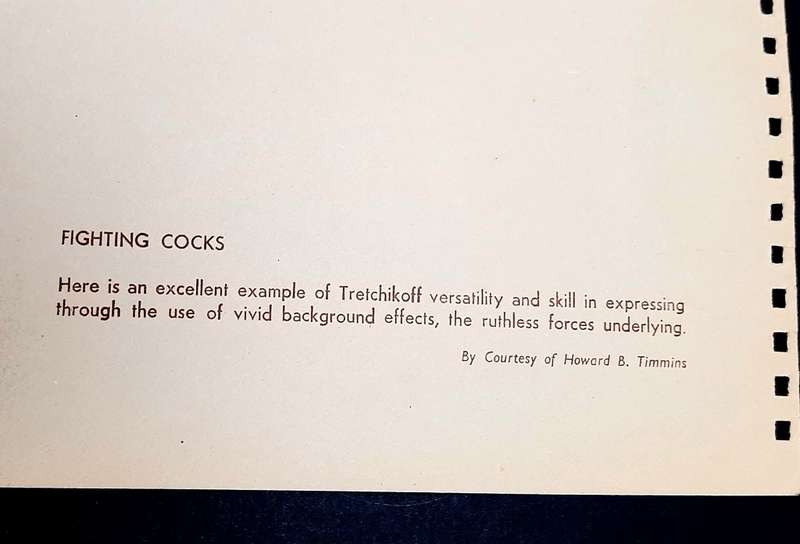 FIGHTING COCKS
Here is an excellent example of Tretchikoff versatility and skill in expressing
through the use of vivid background effects, the ruthless forces underlying.
By Courtesy of Howard B. Timmins